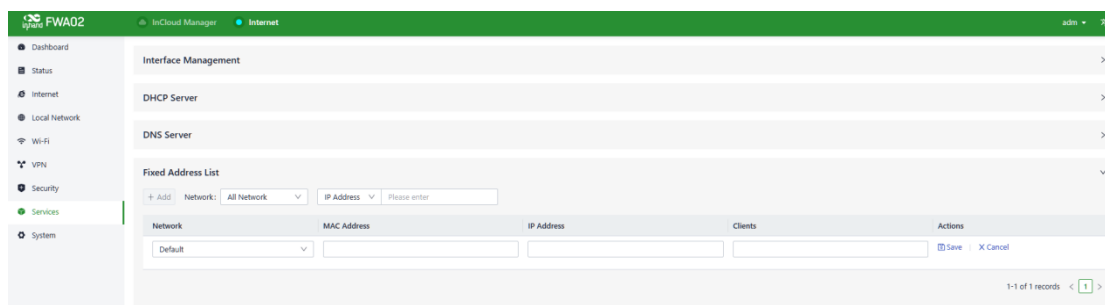 inhand FWA02 InCloud Manager Internet adm
Dashboard
Status
Internet
Local Network
Wi-Fi
VPN
Security
Services
System
Interface Management
DHCP Server
DNS Server
Fixed Address List
+ Add Network: All Network IP Address Please enter
Network MAC Address IP Address Clients Actions
Default Save Cancel
1-1 of 1 records < 1 >